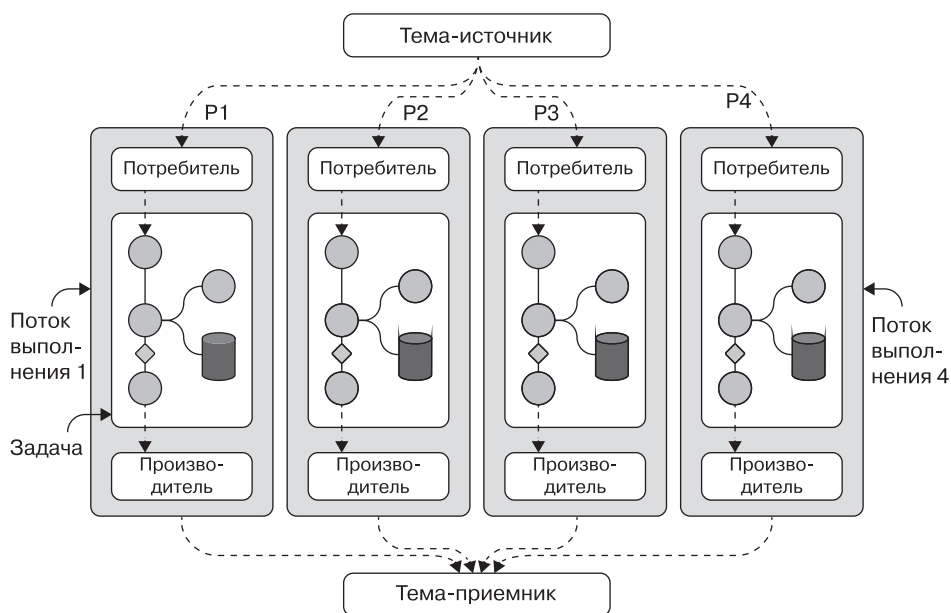 Тема-источник
P1
P2
P3
P4
Потребитель
Потребитель
Потребитель
Потребитель
Поток
выпол-
нения 1
Поток
выпол-
нения 4
Задача
Производ-
дитель
Произво-
дитель
Произво-
дитель
Произво-
дитель
Тема-приемник